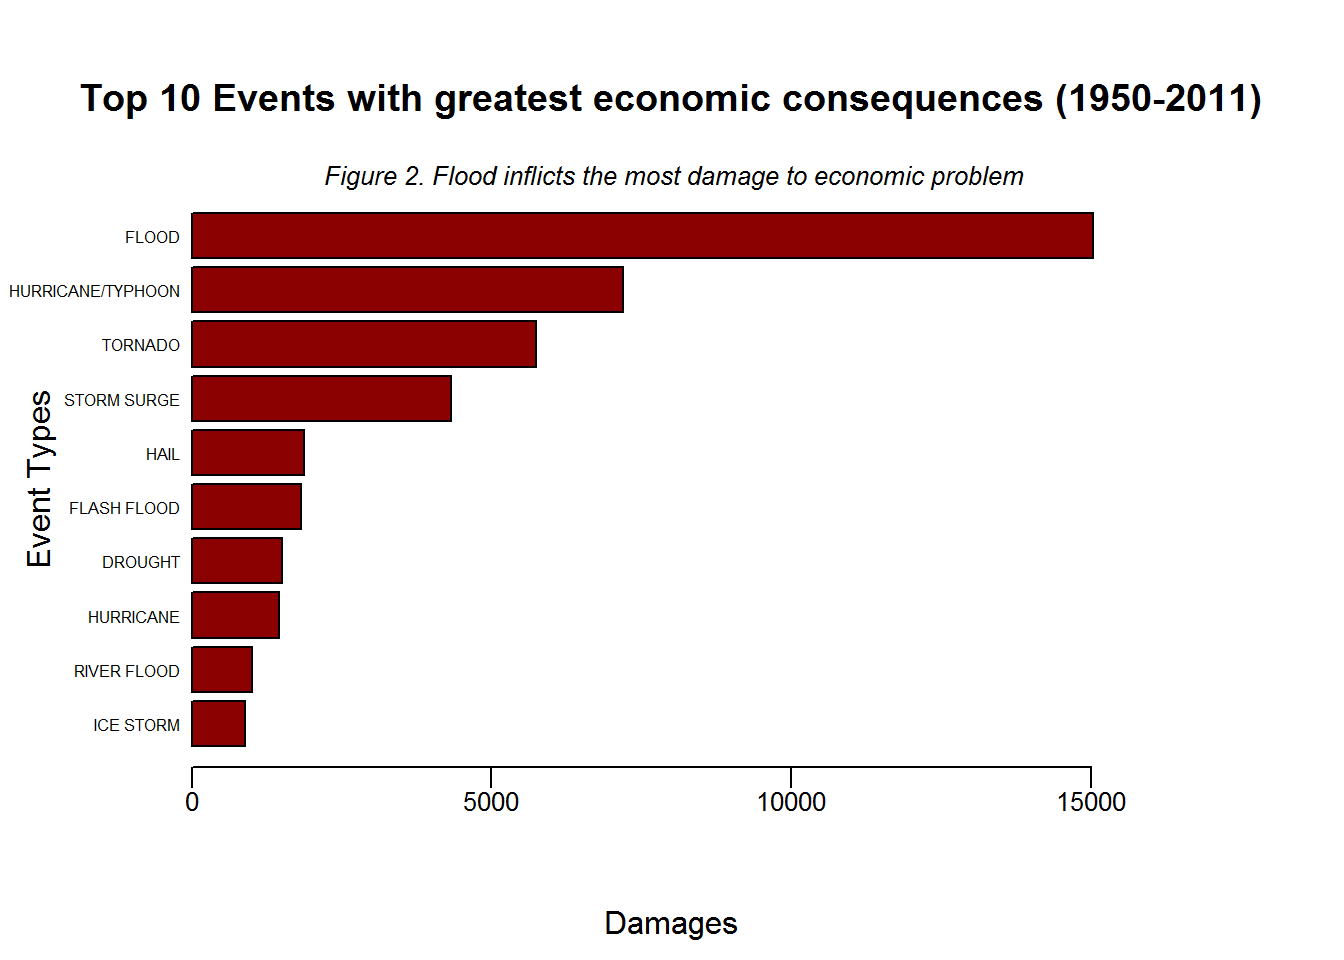 Top 10 Events with greatest economic consequences (1950-2011)
Figure 2. Flood inflicts the most damage to economic problem
FLOOD
HURRICANE/TYPHOON
TORNADO
STORM SURGE
HAIL
FLASH FLOOD
DROUGHT
HURRICANE
RIVER FLOOD
ICE STORM
Event Types
0 5000 10000 15000
Damages